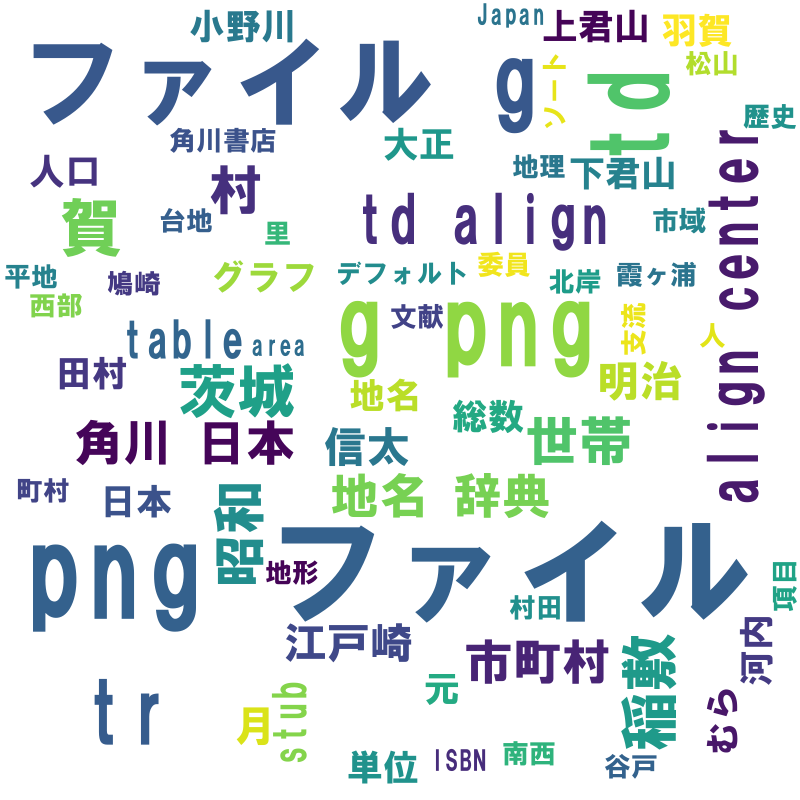 Japan
小野川
上君山
羽賀
ファイル
g
ソート
松山
td
歴史
角川書店
大正
人口
村
地理
下君山
align center
賀
台地
里
td align
市域
平地
西部
鳩崎
グラフ
デフォルト
委員
北岸
霞ヶ浦
g png
文献
支流
人
table
area
田村
茨城
地名
明治
総数
角川 日本
信太
世帯
町村
日本
昭和
地名 辞典
png
地形
ファイル
項目
村田
江戸崎
市町村
稲敷
河内
tr
月
stub
元
むら
単位
ISBN
南西
谷戸